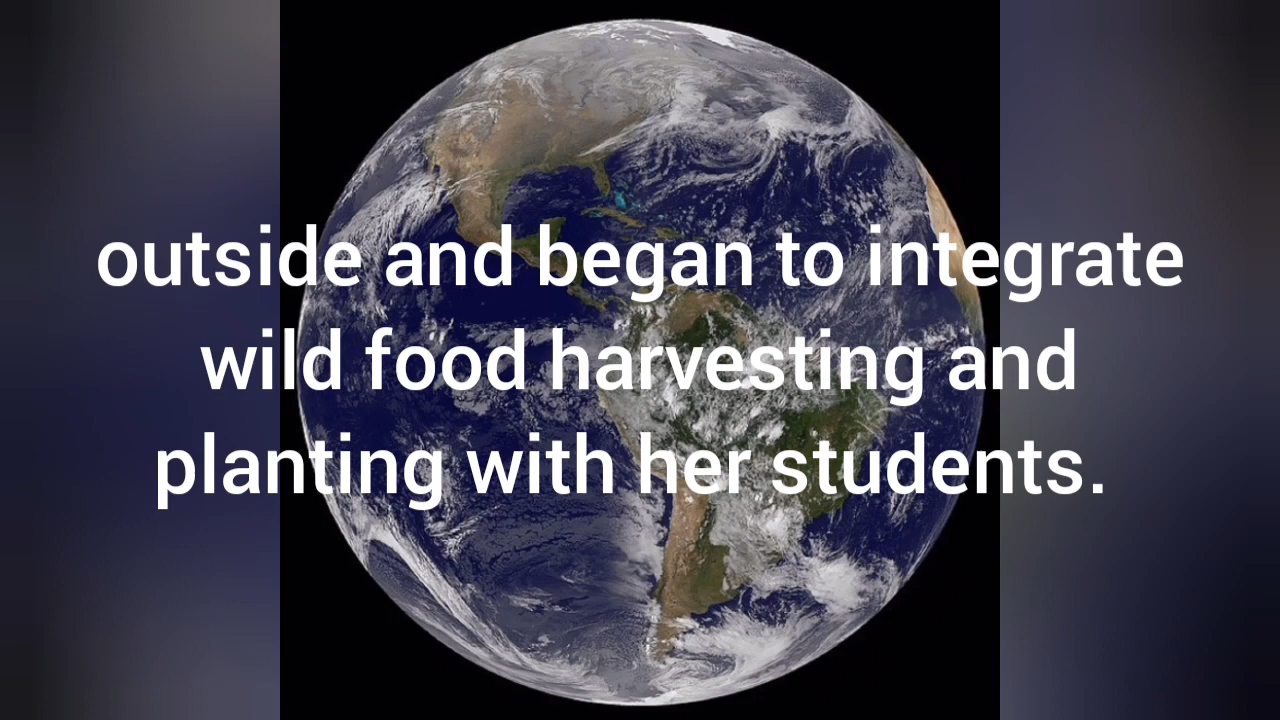 outside and began to integrate
wild food harvesting and
planting with her students.